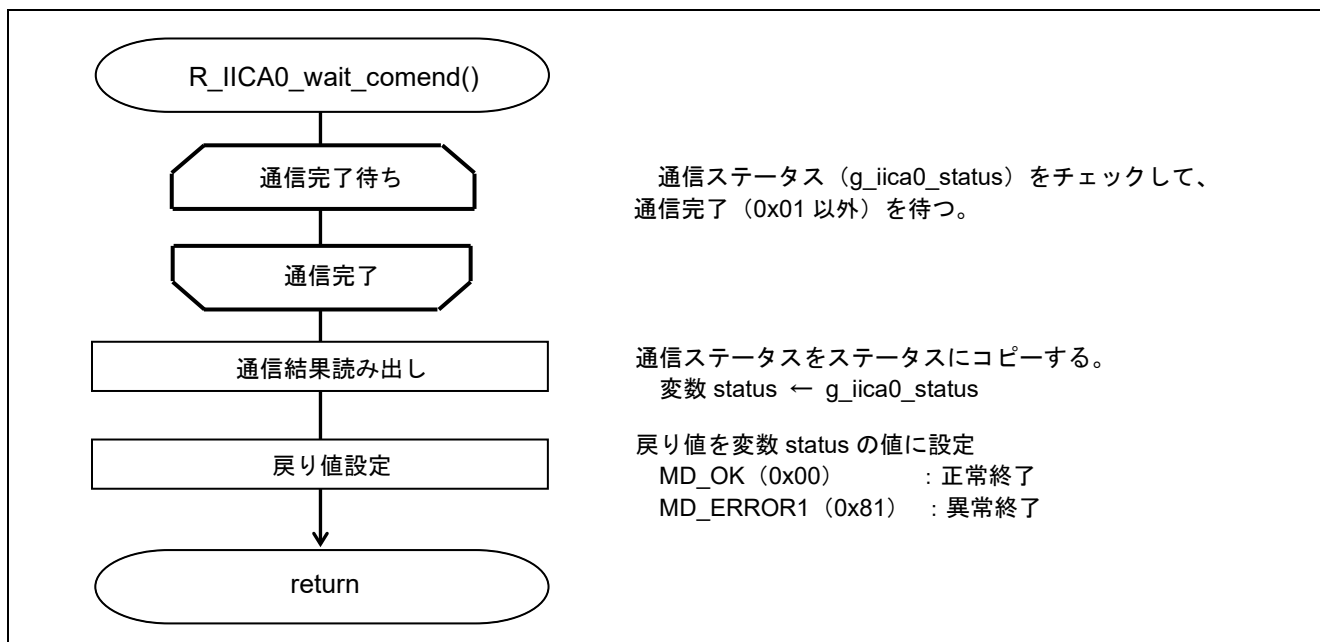 R_IICA0_wait_comend()
通信完了待ち
通信ステータス（g_iica0_status）をチェックして、
通信完了（0x01 以外）を待つ。
通信完了
通信結果読み出し
通信ステータスをステータスにコピーする。
変数 status ← g_iica0_status
戻り値設定
戻り値を変数 status の値に設定
MD_OK（0x00） ：正常終了
MD_ERROR1（0x81） ：異常終了
return